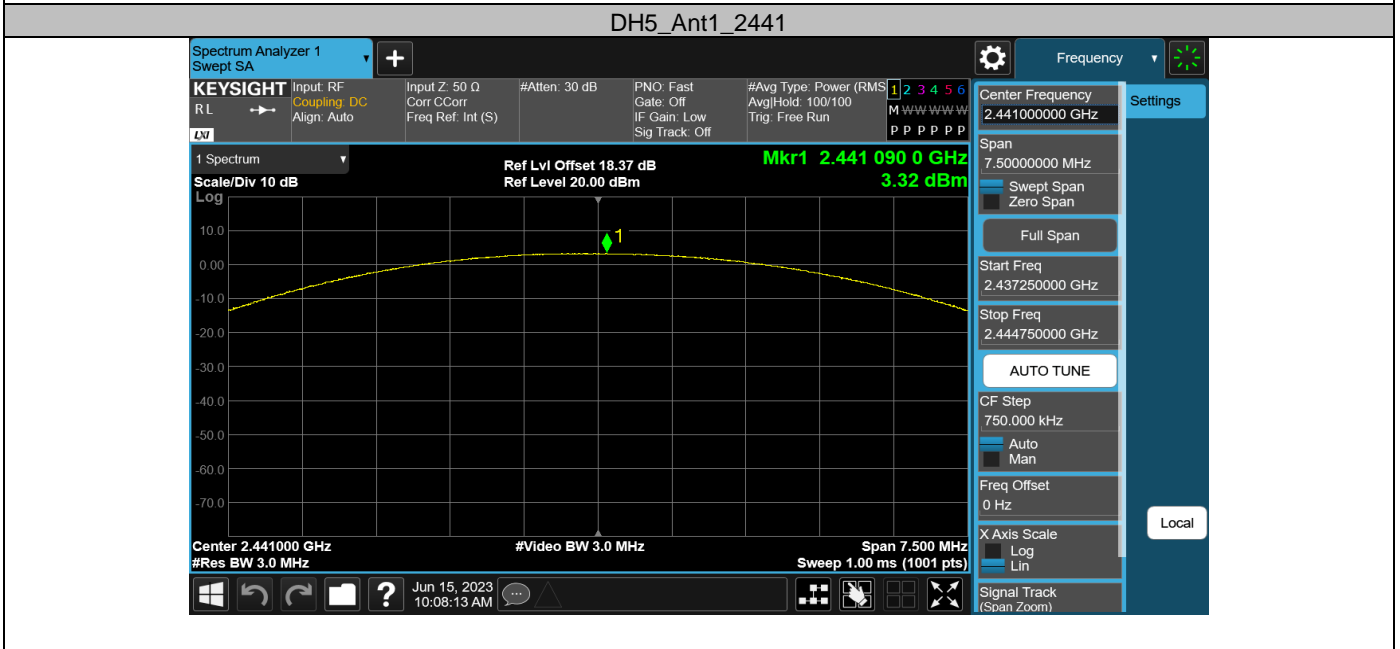 DH5_Ant1_2441
Spectrum Analyzer 1
Swept SA
Frequency
KEYSIGHT
RL
LXI
Input: RF
Coupling: DC
Align: Auto
Input Z: 50 Ω
Corr CCorr
Freq Ref: Int (S)
#Atten: 30 dB
PNO: Fast
Gate: Off
IF Gain: Low
Sig Track: Off
#Avg Type: Power (RMS
Avg|Hold: 100/100
Trig: Free Run
1 2 3 4 5 6
M W W W W W
P P P P P P
1 Spectrum
Scale/Div 10 dB
Ref Lvl Offset 18.37 dB
Ref Level 20.00 dBm
Mkr1 2.441 090 0 GHz
3.32 dBm
Log
10.0
0.00
-10.0
-20.0
-30.0
-40.0
-50.0
-60.0
-70.0
1
Center 2.441000 GHz
#Res BW 3.0 MHz
#Video BW 3.0 MHz
Span 7.500 MHz
Sweep 1.00 ms (1001 pts)
Center Frequency
2.441000000 GHz
Span
7.50000000 MHz
Swept Span
Zero Span
Full Span
Start Freq
2.437250000 GHz
Stop Freq
2.444750000 GHz
AUTO TUNE
CF Step
750.000 kHz
Auto
Man
Freq Offset
0 Hz
X Axis Scale
Log
Lin
Signal Track
(Span Zoom)
Settings
Local
?
Jun 15, 2023
10:08:13 AM